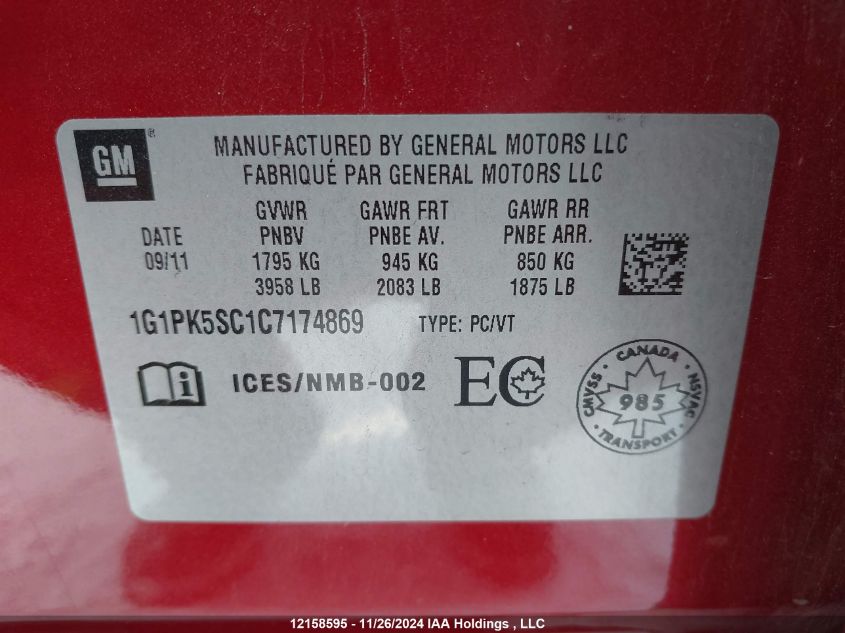 GM ®
MANUFACTURED BY GENERAL MOTORS LLC
FABRIQUÉ PAR GENERAL MOTORS LLC
GVWR GAWR FRT GAWR RR
DATE PNBV PNBE AV. PNBE ARR.
09/11 1795 KG 945 KG 850 KG
3958 LB 2083 LB 1875 LB
1G1PK5SC1C7174869 TYPE: PC/VT
i ICES/NMB-002 EC
CANADA
CMVSS 985 NSVAC
TRANSPORT
12158595 - 11/26/2024 IAA Holdings , LLC